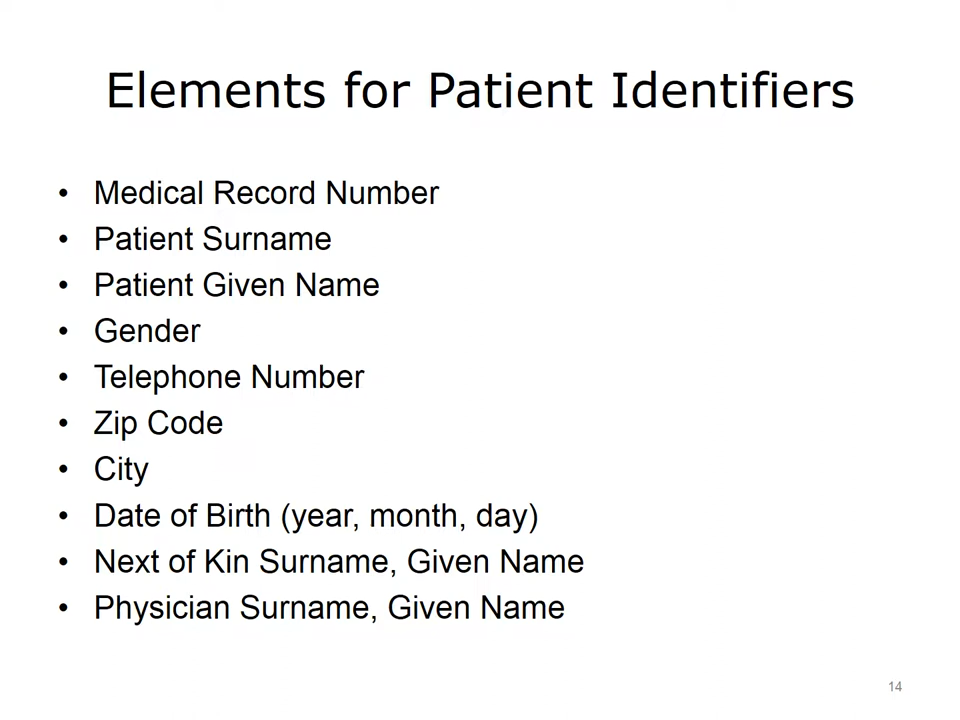 Elements for Patient Identifiers
• Medical Record Number
• Patient Surname
• Patient Given Name
• Gender
• Telephone Number
• Zip Code
• City
• Date of Birth (year, month, day)
• Next of Kin Surname, Given Name
• Physician Surname, Given Name
14